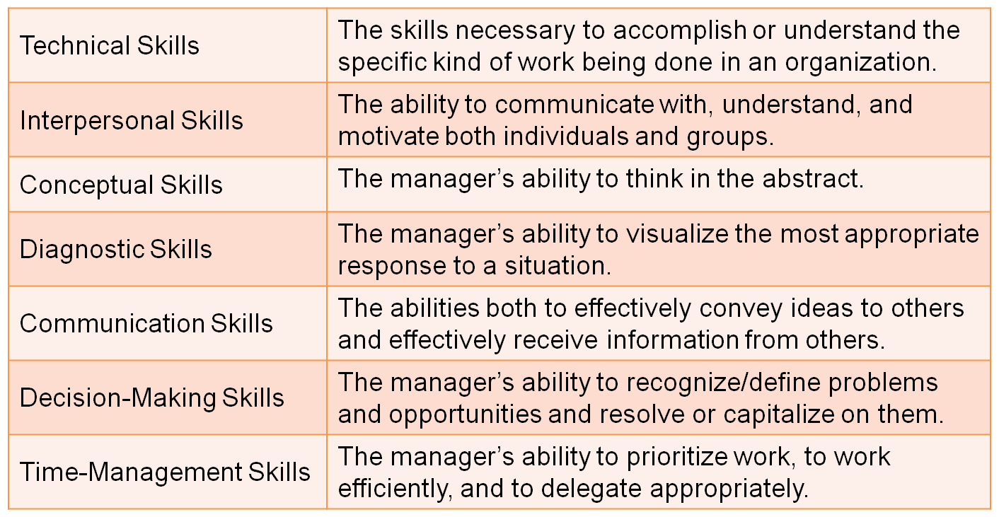 Technical Skills
The skills necessary to accomplish or understand the
specific kind of work being done in an organization.
Interpersonal Skills
The ability to communicate with, understand, and
motivate both individuals and groups.
Conceptual Skills
The manager’s ability to think in the abstract.
Diagnostic Skills
The manager’s ability to visualize the most appropriate
response to a situation.
Communication Skills
The abilities both to effectively convey ideas to others
and effectively receive information from others.
Decision-Making Skills
The manager’s ability to recognize/define problems
and opportunities and resolve or capitalize on them.
Time-Management Skills
The manager’s ability to prioritize work, to work
efficiently, and to delegate appropriately.